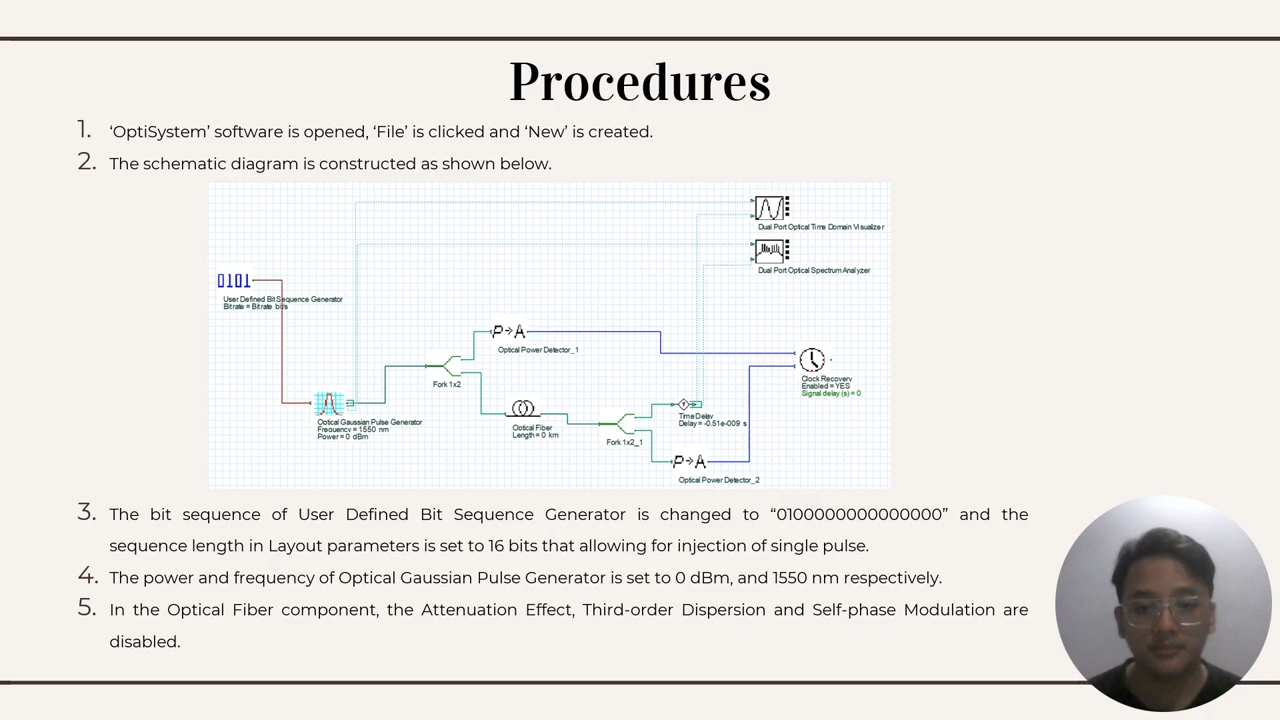 Procedures
1. ‘OptiSystem’ software is opened, ‘File’ is clicked and ‘New’ is created.
2. The schematic diagram is constructed as shown below.
Dual Port Optical Time Domain Visualizer
Dual Port Optical Spectrum Analyzer
0101
User Defined Bit Sequence Generator
Bitrate = Bitrate bits
P→A
Optical Power Detector_1
Fork 1x2
Clock Recovery
Enabled = YES
Signal delay (s) = 0
Optical Gaussian Pulse Generator
Frequency = 1550 nm
Power = 0 dBm
Optical Fiber
Length = 0 km
Time Delay
Delay = -0.51e-009 s
Fork 1x2_1
P→A
Optical Power Detector_2
3. The bit sequence of User Defined Bit Sequence Generator is changed to “0100000000000000” and the
sequence length in Layout parameters is set to 16 bits that allowing for injection of single pulse.
4. The power and frequency of Optical Gaussian Pulse Generator is set to 0 dBm, and 1550 nm respectively.
5. In the Optical Fiber component, the Attenuation Effect, Third-order Dispersion and Self-phase Modulation are
disabled.